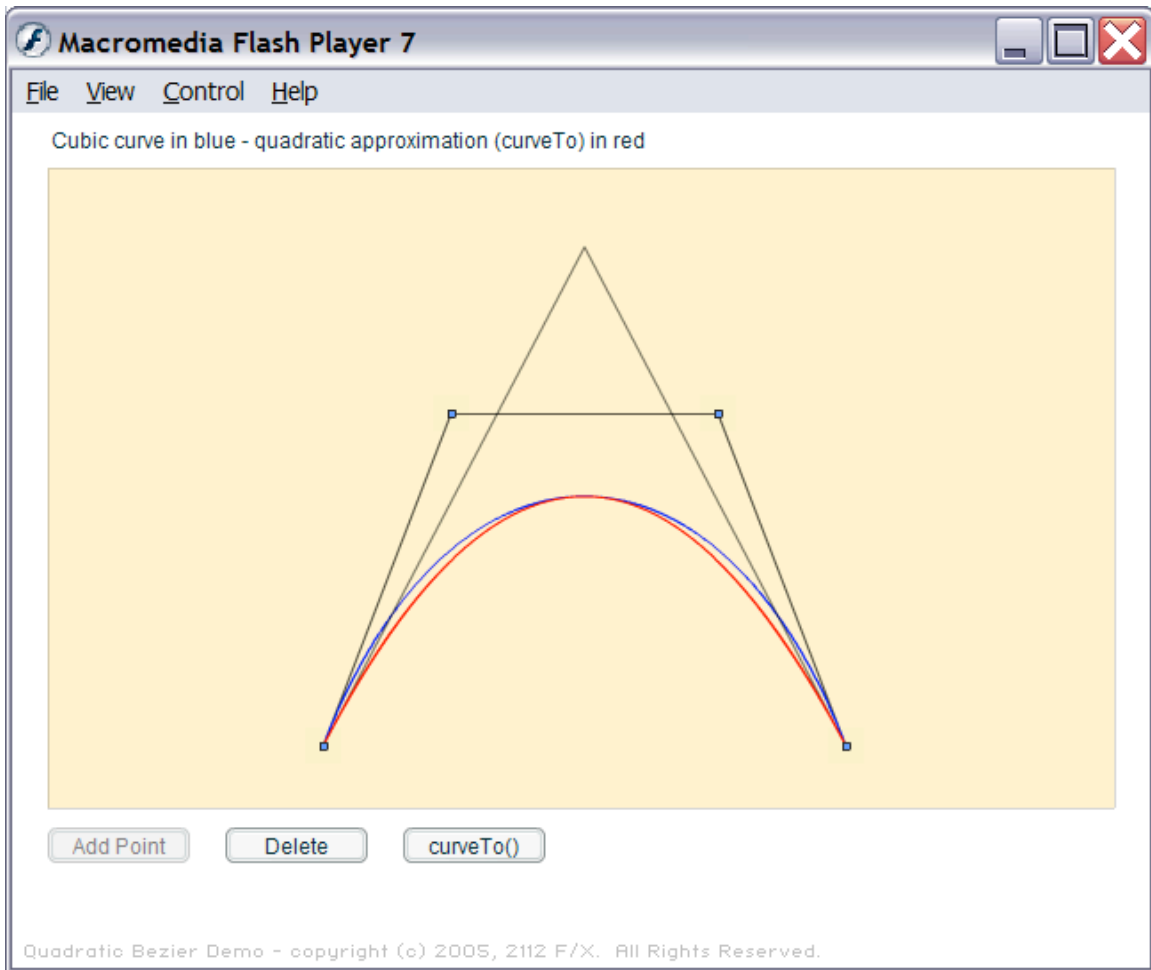 Macromedia Flash Player 7
File View Control Help
Cubic curve in blue - quadratic approximation (curveTo) in red
Add Point Delete curveTo()
Quadratic Bezier Demo - copyright (c) 2005, 2112 F/X. All Rights Reserved.